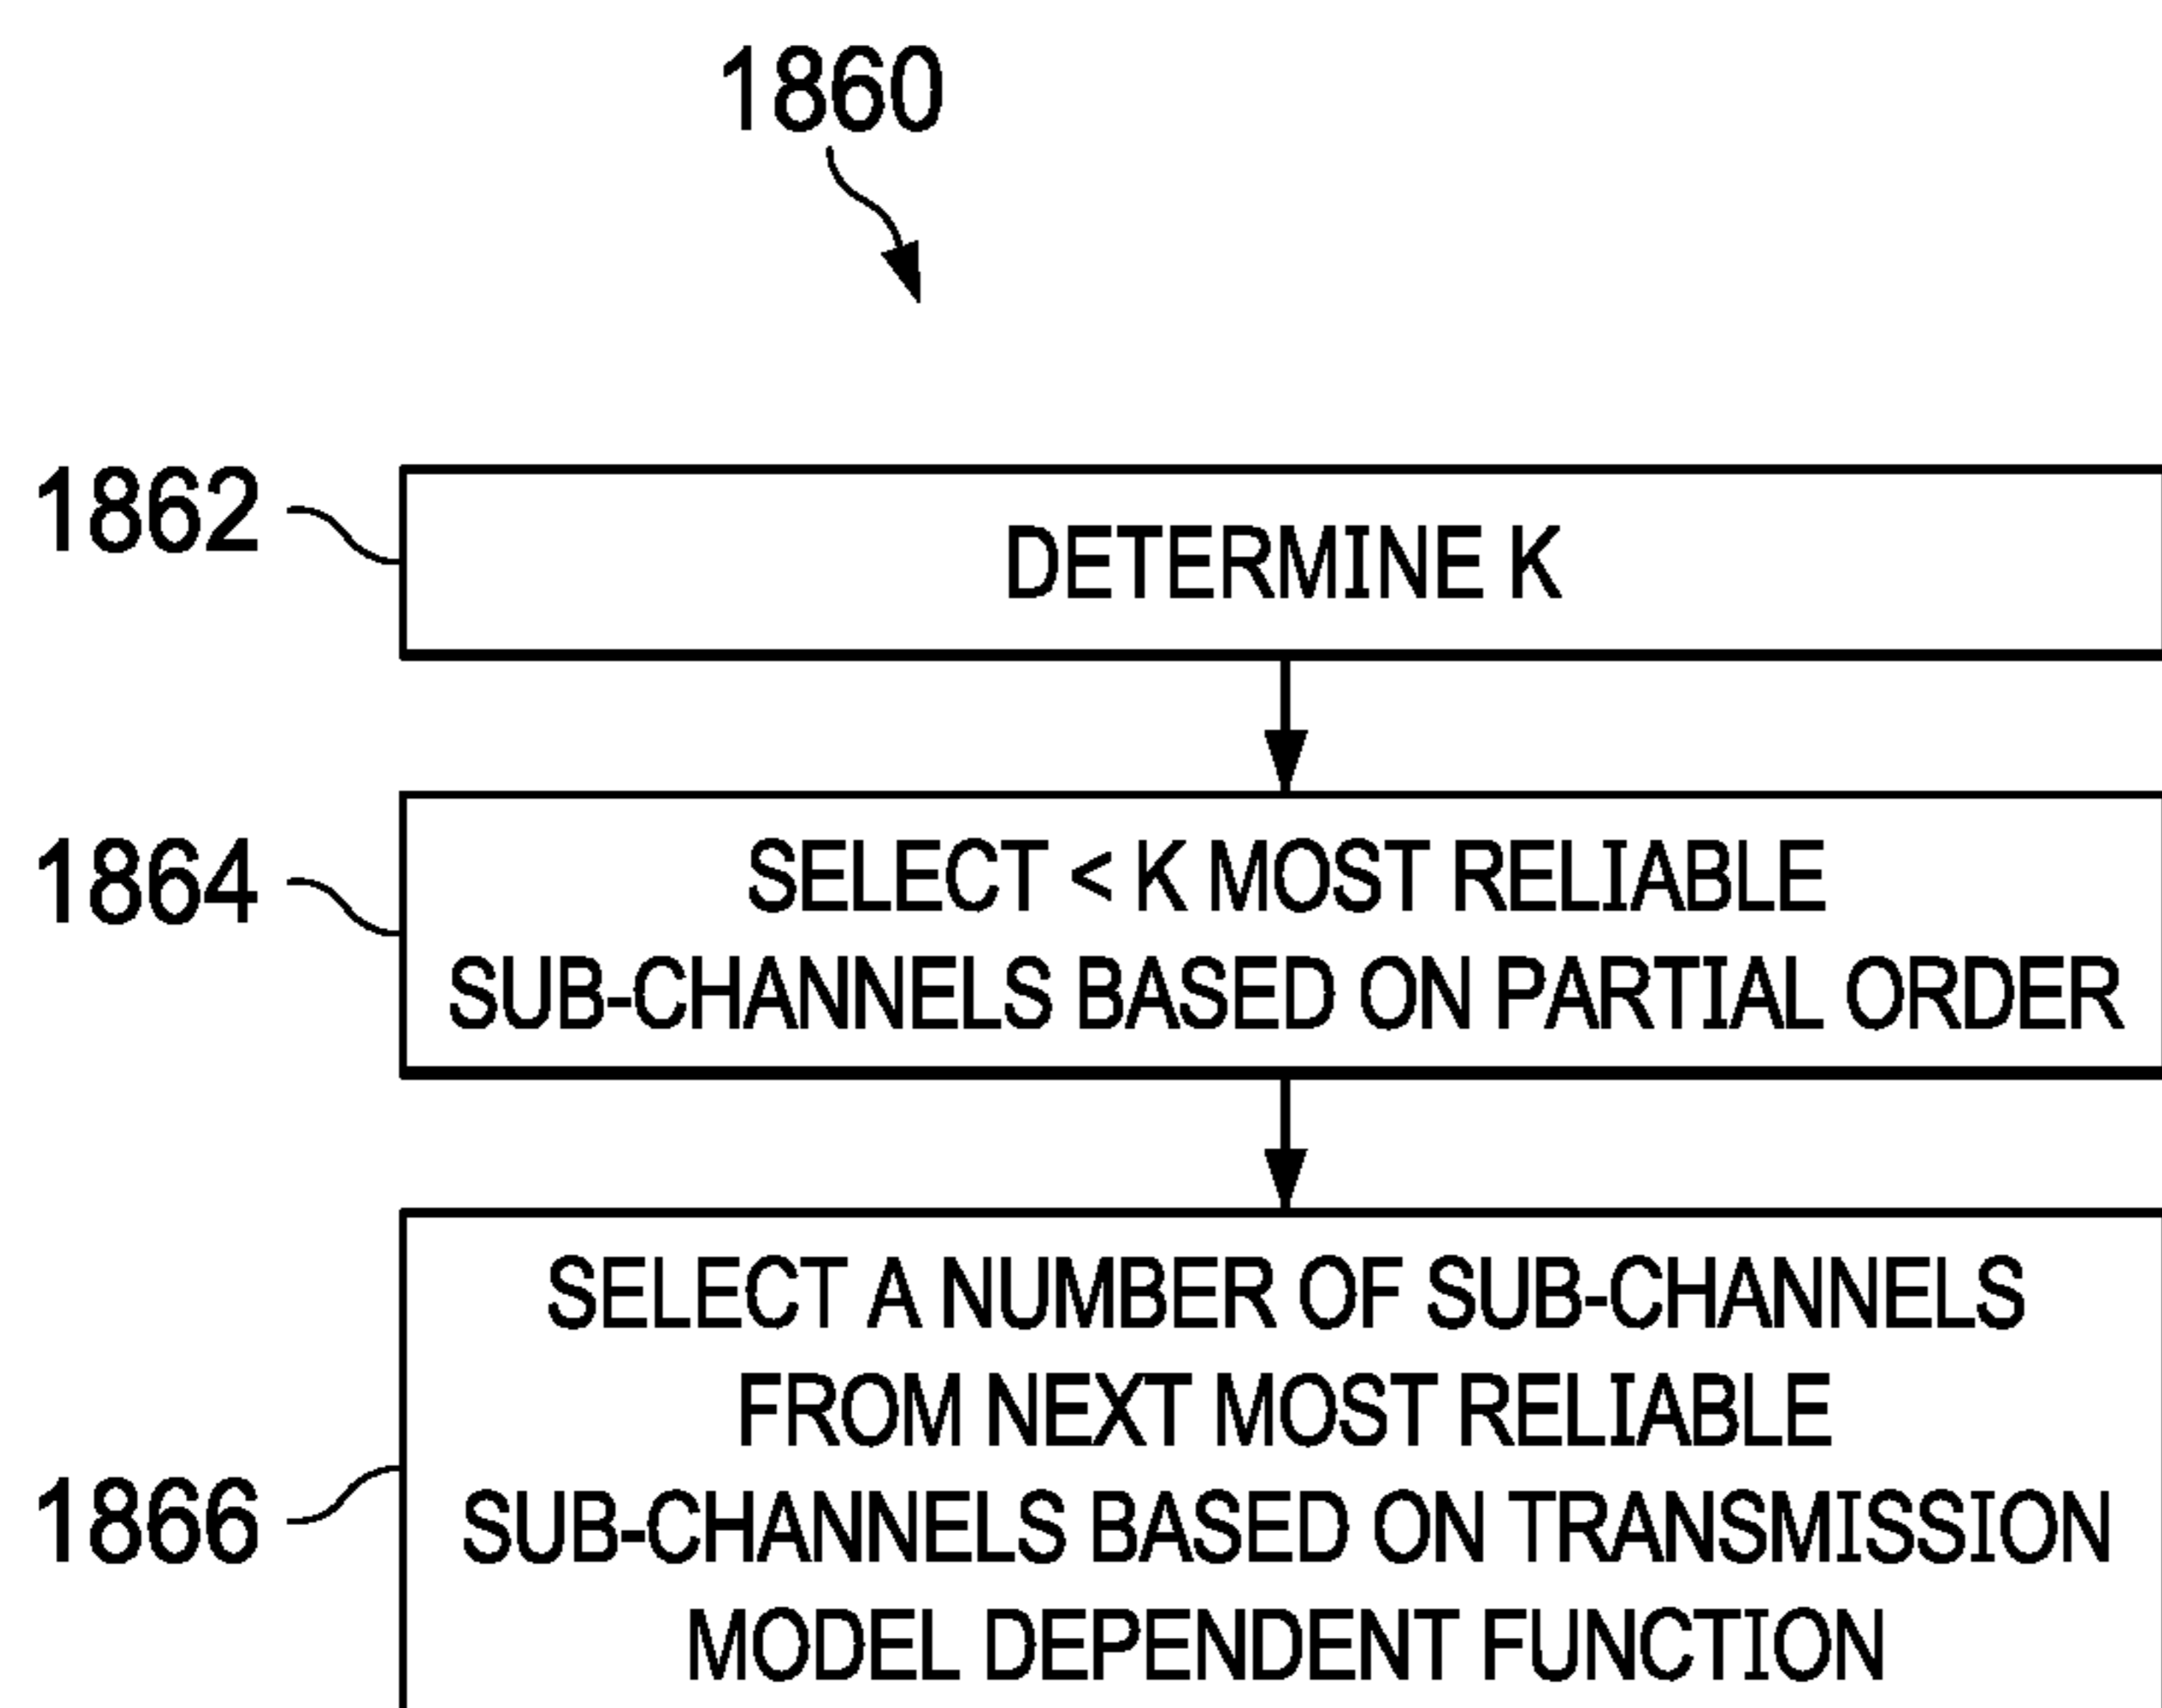 1860
1862
DETERMINE K
1864
SELECT < K MOST RELIABLE
SUB-CHANNELS BASED ON PARTIAL ORDER
1866
SELECT A NUMBER OF SUB-CHANNELS
FROM NEXT MOST RELIABLE
SUB-CHANNELS BASED ON TRANSMISSION
MODEL DEPENDENT FUNCTION